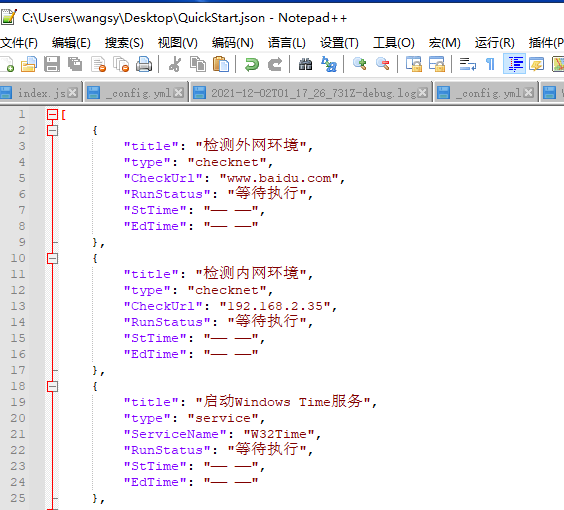 C:\Users\wangsy\Desktop\QuickStart.json - Notepad++
文件(F) 编辑(E) 搜索(S) 视图(V) 编码(N) 语言(L) 设置(T) 工具(O) 宏(M) 运行(R) 插件(P
index.js _config.yml 2021-12-02T01_17_26_731Z-debug.log _config.yml
1 [
2 {
3 "title": "检测外网环境",
4 "type": "checknet",
5 "CheckUrl": "www.baidu.com",
6 "RunStatus": "等待执行",
7 "StTime": "—— ——",
8 "EdTime": "—— ——"
9 },
10 {
11 "title": "检测内网环境",
12 "type": "checknet",
13 "CheckUrl": "192.168.2.35",
14 "RunStatus": "等待执行",
15 "StTime": "—— ——",
16 "EdTime": "—— ——"
17 },
18 {
19 "title": "启动Windows Time服务",
20 "type": "service",
21 "ServiceName": "W32Time",
22 "RunStatus": "等待执行",
23 "StTime": "—— ——",
24 "EdTime": "—— ——"
25 },